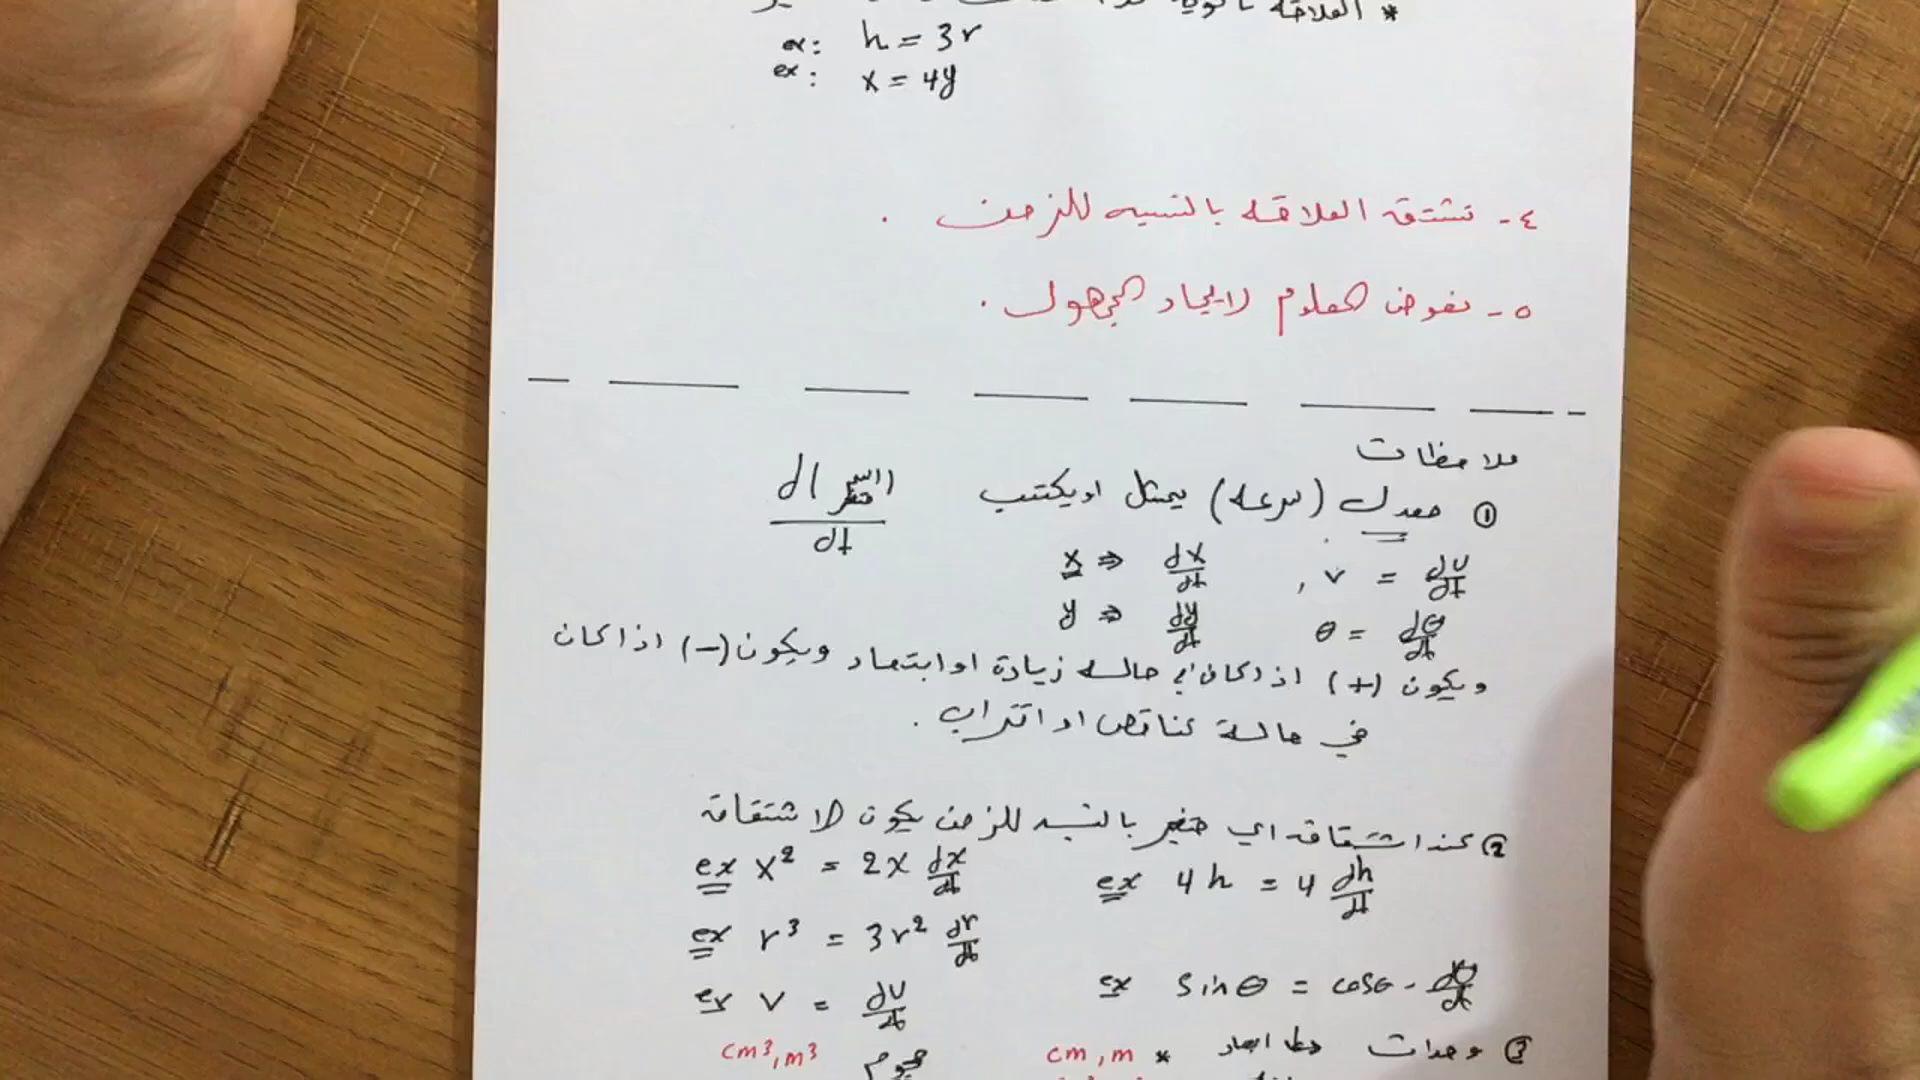 * العلاقة
ex: h = 3r
ex: x = 4y
٤- نشتق العلاقة بالنسبه للزمن .
٥- نعوض المعلوم لايجاد المجهول .
ملاحظات
① معدل (سرعة) يمثل او يكتب d(المتغير)/dt
x ⇒ dx/dt , v = dv/dt
y ⇒ dy/dt θ = dθ/dt
ويكون (+) اذا كان في حالة زيادة او ابتعاد ويكون (-) اذا كان
في حالة تناقص او اقتراب .
② عند اشتقاق اي متغير بالنسبه للزمن يكون الاشتقاق
ex x² = 2x dx/dt ex 4h = 4 dh/dt
ex r³ = 3r² dr/dt
ex sinθ = cosθ · dθ/dt
ex v = dv/dt
③ وحدات * cm, m حجوم cm³, m³